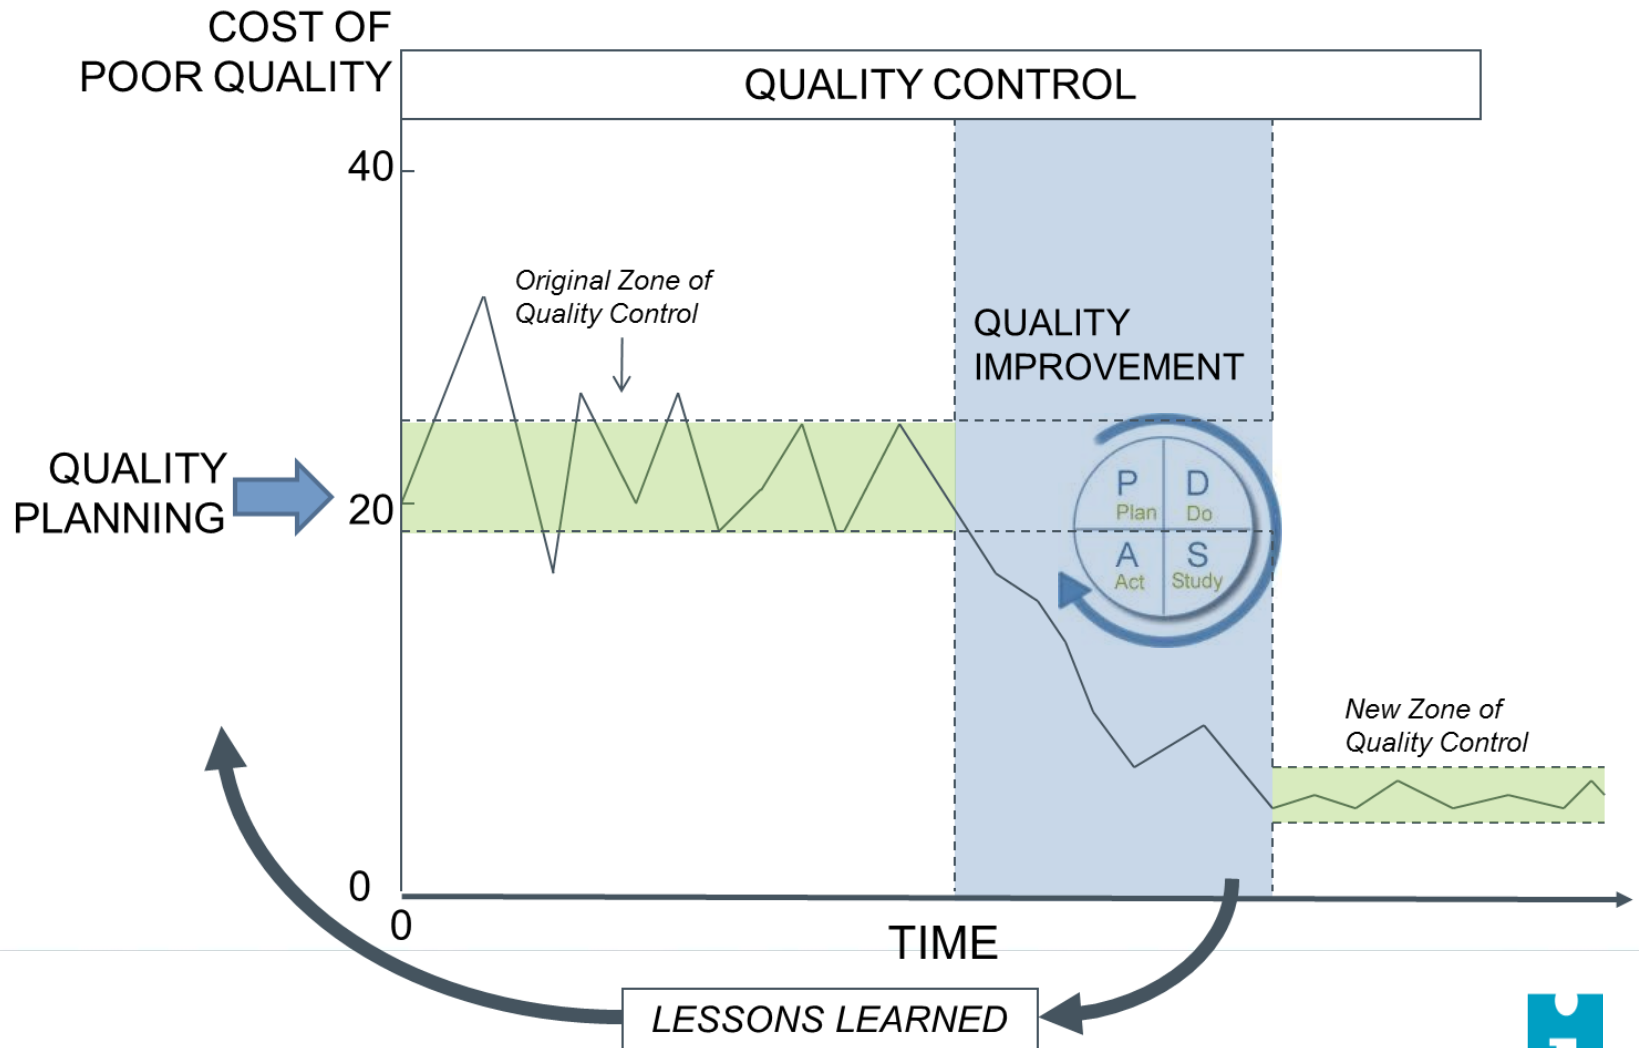 COST OF
POOR QUALITY
QUALITY CONTROL
40
Original Zone of
Quality Control
QUALITY
IMPROVEMENT
QUALITY
PLANNING
20
P
D
Plan
Do
A
S
Act
Study
New Zone of
Quality Control
0
0
TIME
LESSONS LEARNED